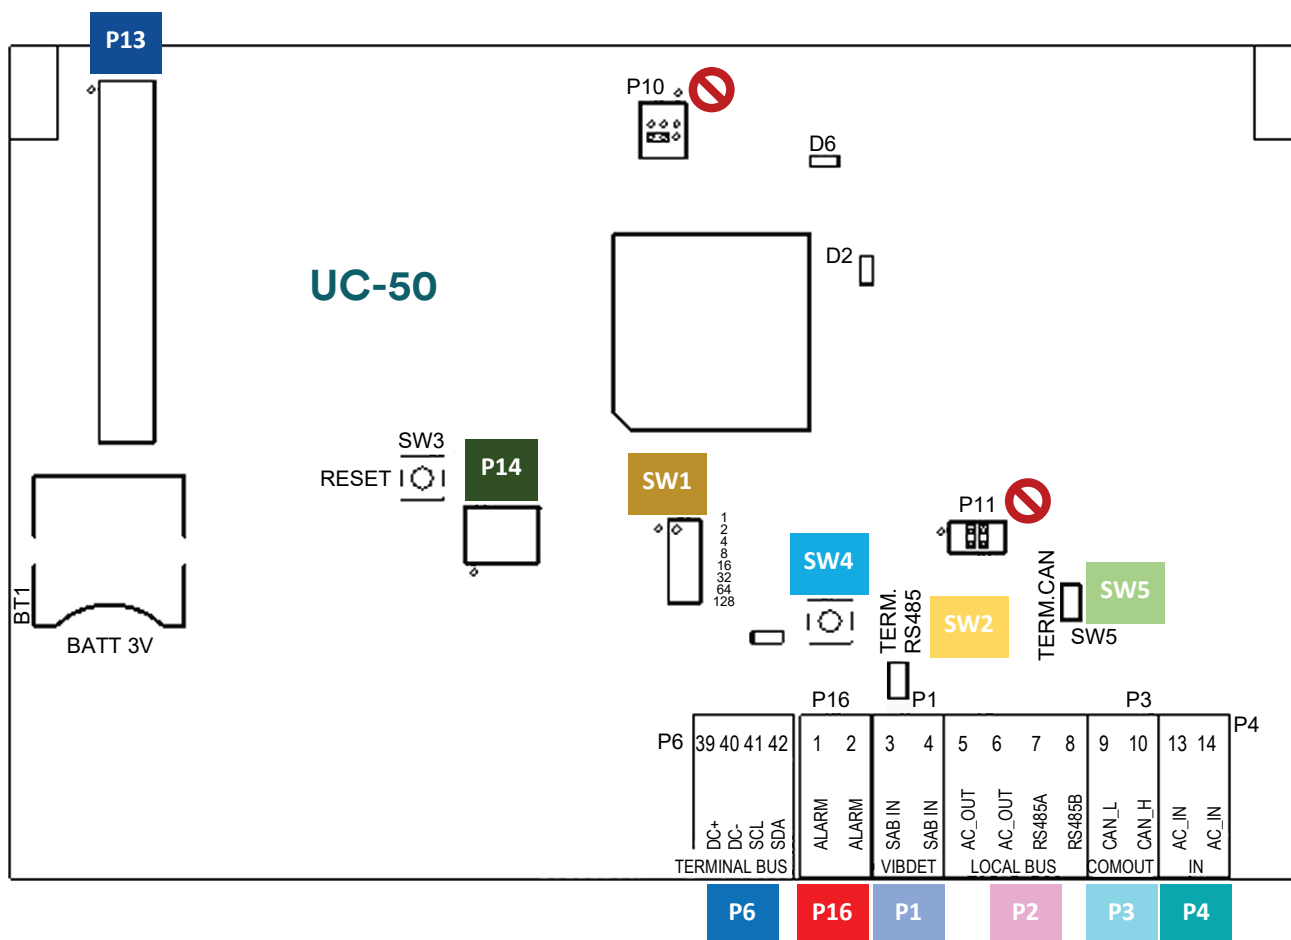 P13
P10
D6
D2
UC-50
SW3
RESET
P14
SW1
1
2
4
8
16
32
64
128
P11
SW4
TERM.
RS485
SW2
TERM.CAN
SW5
SW5
BT1
BATT 3V
P16
P1
P3
P4
P6
39 40 41 42
1 2
3 4
5 6 7 8
9 10
13 14
DC+
DC-
SCL
SDA
ALARM
ALARM
SAB IN
SAB IN
AC_OUT
AC_OUT
RS485A
RS485B
CAN_L
CAN_H
AC_IN
AC_IN
TERMINAL BUS
VIBDET
LOCAL BUS
COMOUT
IN
P6
P16
P1
P2
P3
P4